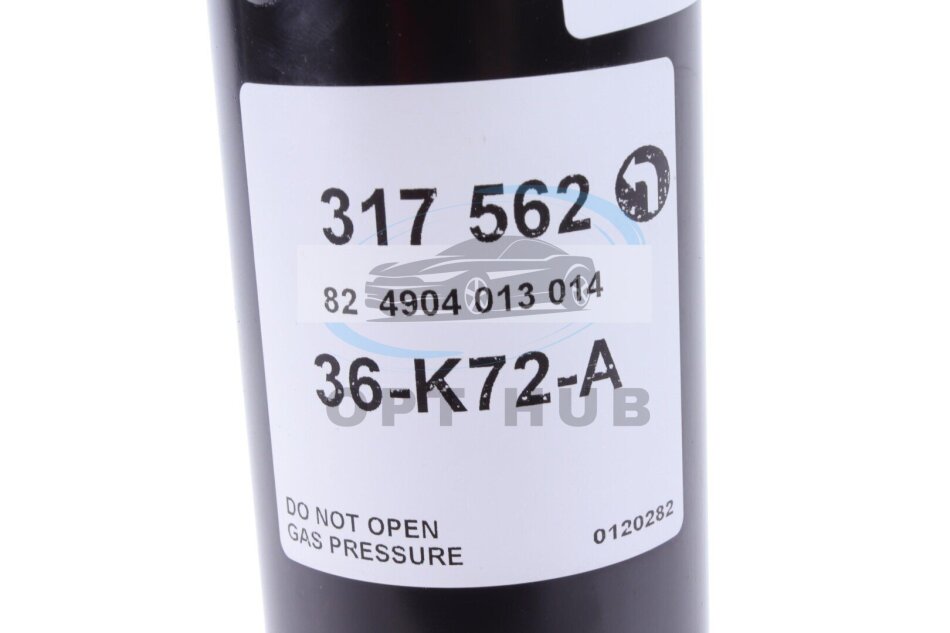 317 562
82 4904 013 014
36-K72-A
OPT HUB
DO NOT OPEN
GAS PRESSURE
0120282